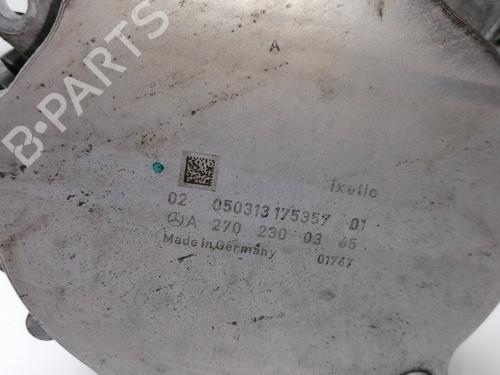 B-PARTS
A
ixetic
02 050313 175357 01
A 270 230 03 65
Made in Germany 01767